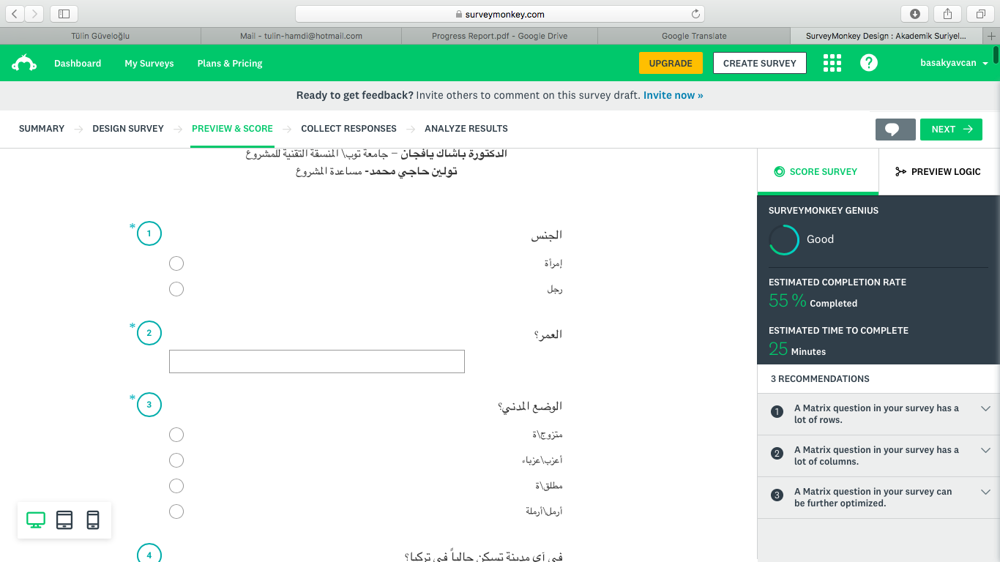 surveymonkey.com
Tülin Güveloğlu
Mail - tulin-hamdi@hotmail.com
Progress Report.pdf - Google Drive
Google Translate
SurveyMonkey Design : Akademik Suriyel...
Dashboard
My Surveys
Plans & Pricing
UPGRADE
CREATE SURVEY
?
basakyavcan
Ready to get feedback? Invite others to comment on this survey draft. Invite now »
SUMMARY
DESIGN SURVEY
PREVIEW & SCORE
COLLECT RESPONSES
ANALYZE RESULTS
NEXT
الدكتورة باشاك يافجان – جامعة توب\ المنسقة التقنية للمشروع
تولين حاجي محمد- مساعدة المشروع
* 1
الجنس
إمرأة
رجل
* 2
العمر؟
* 3
الوضع المدني؟
متزوج\ة
أعزب\عزباء
مطلق\ة
أرمل\أرملة
4
في أي مدينة تسكن حالياً في تركيا؟
SCORE SURVEY
PREVIEW LOGIC
SURVEYMONKEY GENIUS
Good
ESTIMATED COMPLETION RATE
55 % Completed
ESTIMATED TIME TO COMPLETE
25 Minutes
3 RECOMMENDATIONS
1 A Matrix question in your survey has a
lot of rows.
2 A Matrix question in your survey has a
lot of columns.
3 A Matrix question in your survey can
be further optimized.